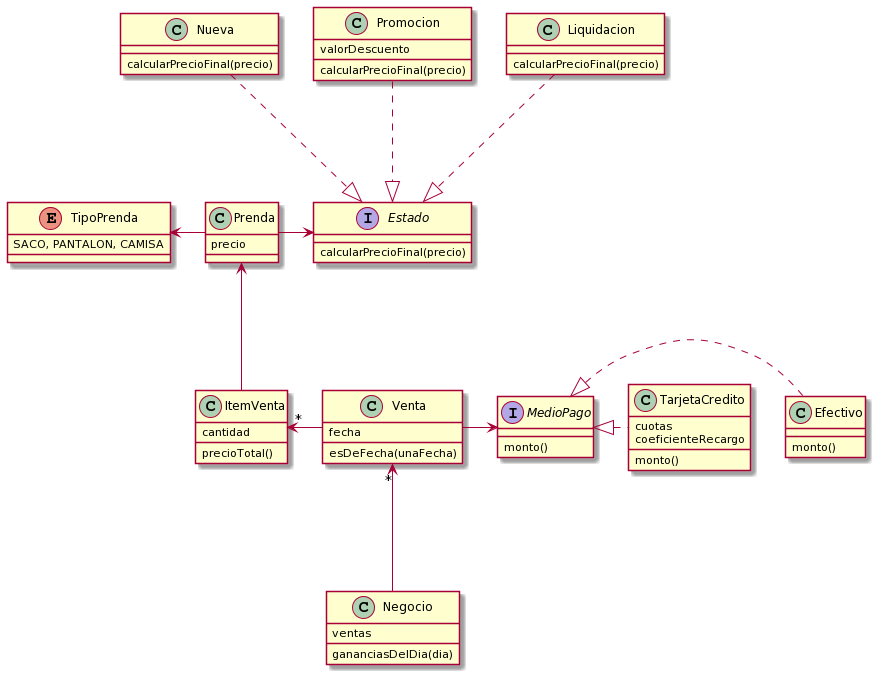 C Nueva
calcularPrecioFinal(precio)
C Promocion
valorDescuento
calcularPrecioFinal(precio)
C Liquidacion
calcularPrecioFinal(precio)
E TipoPrenda
SACO, PANTALON, CAMISA
C Prenda
precio
I Estado
calcularPrecioFinal(precio)
C ItemVenta
cantidad
precioTotal()
*
C Venta
fecha
esDeFecha(unaFecha)
*
I MedioPago
monto()
C TarjetaCredito
cuotas
coeficienteRecargo
monto()
C Efectivo
monto()
C Negocio
ventas
gananciasDelDia(dia)